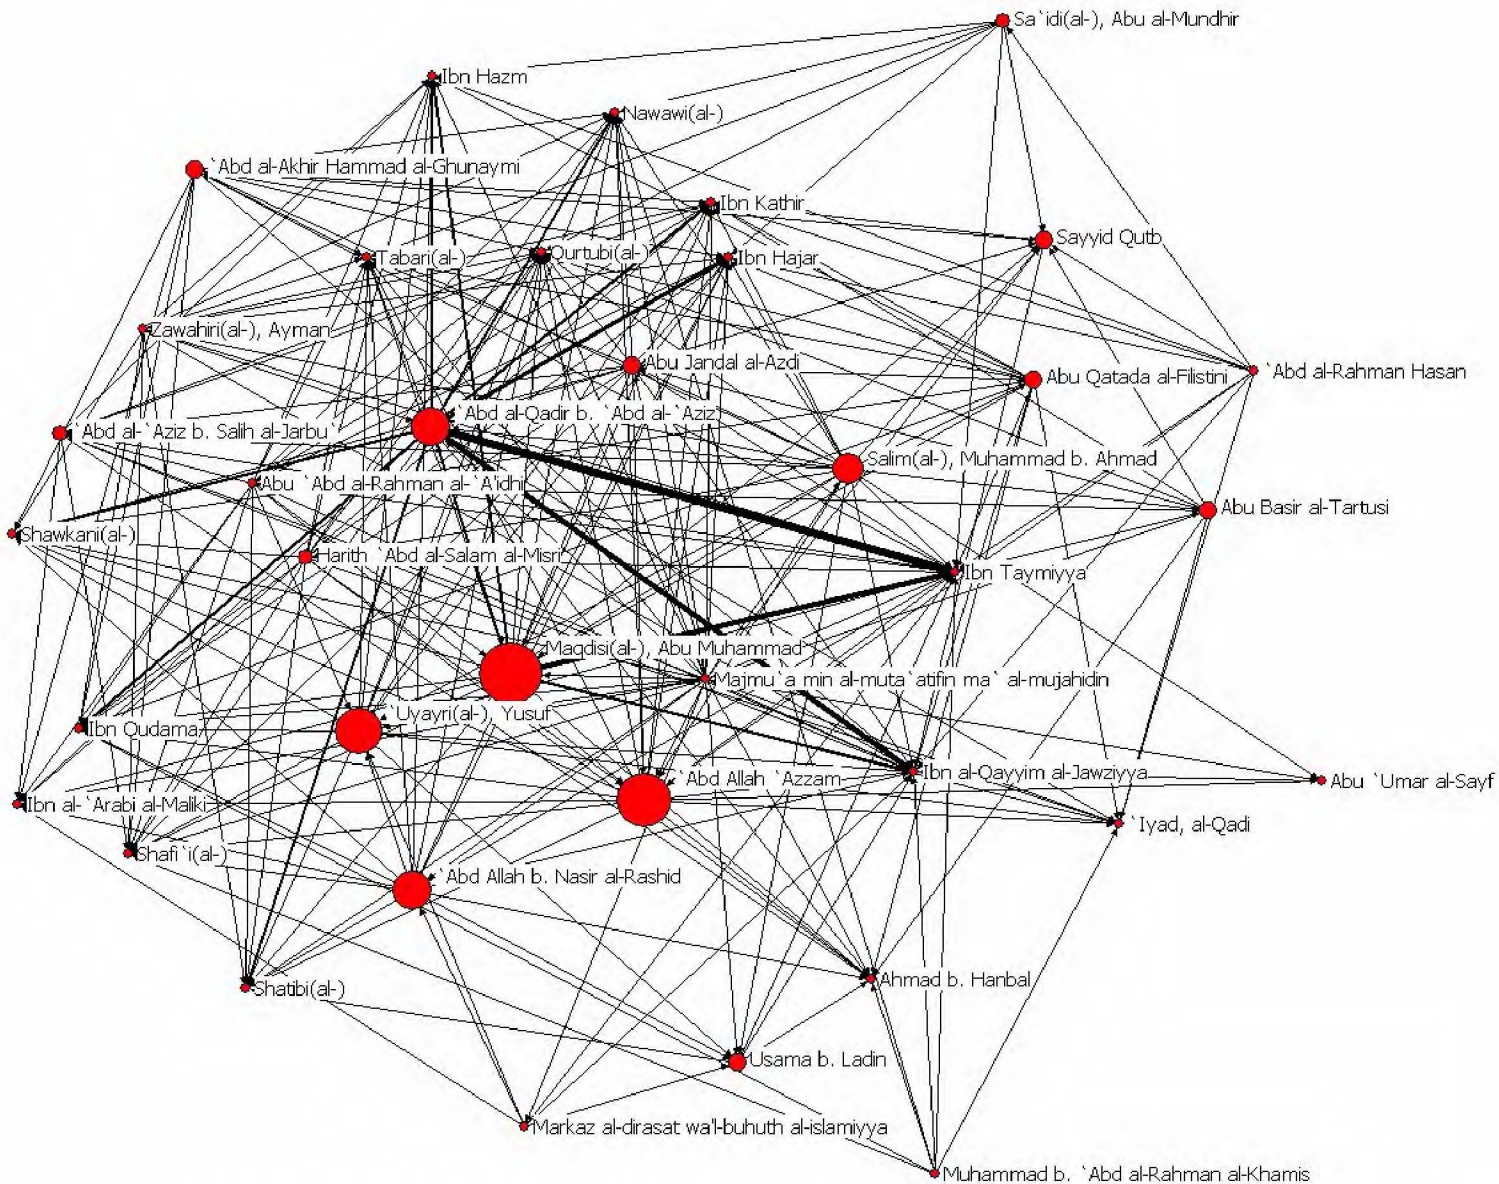 Sa`idi(al-), Abu al-Mundhir
Ibn Hazm
Nawawi(al-)
`Abd al-Akhir Hammad al-Ghunaymi
Ibn Kathir
Sayyid Qutb
Tabari(al-)
Qurtubi(al-)
Ibn Hajar
Zawahiri(al-), Ayman
Abu Jandal al-Azdi
Abu Qatada al-Filistini
`Abd al-Rahman Hasan
`Abd al-Qadir b. `Abd al-`Aziz
`Abd al-`Aziz b. Salih al-Jarbu`
Salim(al-), Muhammad b. Ahmad
Abu `Abd al-Rahman al-`A'idhi
Abu Basir al-Tartusi
Shawkani(al-)
Harith `Abd al-Salam al-Misri
Ibn Taymiyya
Maqdisi(al-), Abu Muhammad
Majmu`a min al-muta`atifin ma` al-mujahidin
`Uyayri(al-), Yusuf
Ibn Qudama
`Abd Allah `Azzam
Ibn al-Qayyim al-Jawziyya
Abu `Umar al-Sayf
Ibn al-`Arabi al-Maliki
`Iyad, al-Qadi
Shafi`i(al-)
`Abd Allah b. Nasir al-Rashid
Ahmad b. Hanbal
Shatibi(al-)
Usama b. Ladin
Markaz al-dirasat wa'l-buhuth al-islamiyya
Muhammad b. `Abd al-Rahman al-Khamis